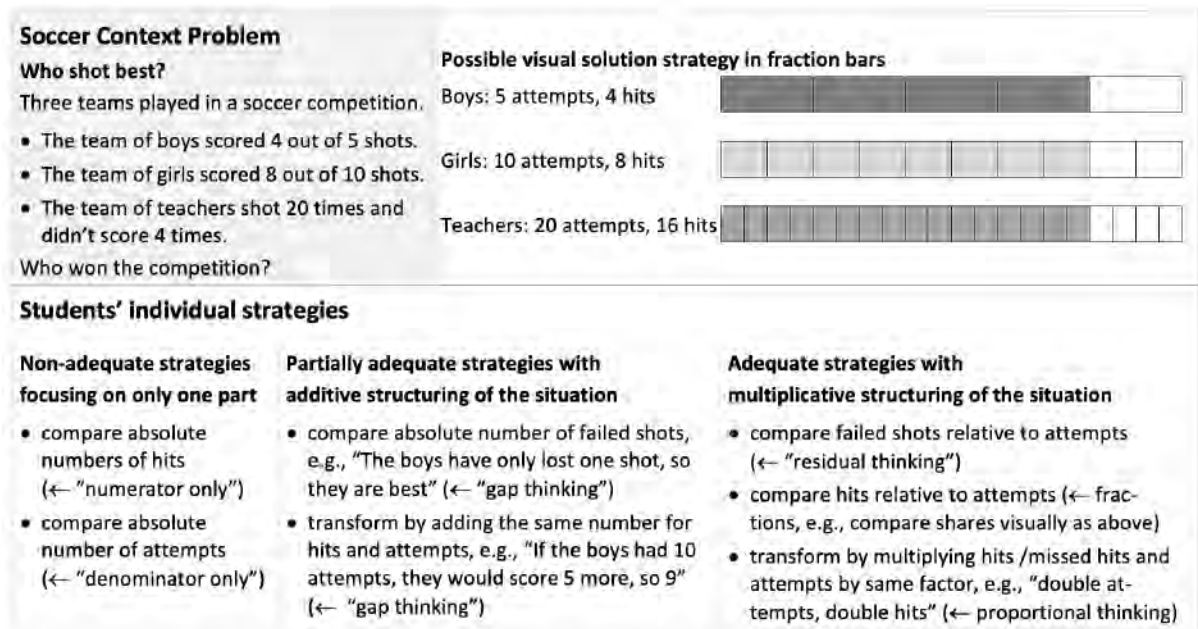 Soccer Context Problem
Who shot best?
Three teams played in a soccer competition.
• The team of boys scored 4 out of 5 shots.
• The team of girls scored 8 out of 10 shots.
• The team of teachers shot 20 times and
didn't score 4 times.
Who won the competition?
Possible visual solution strategy in fraction bars
Boys: 5 attempts, 4 hits
Girls: 10 attempts, 8 hits
Teachers: 20 attempts, 16 hits
Students' individual strategies
Non-adequate strategies
focusing on only one part
• compare absolute
numbers of hits
(← "numerator only")
• compare absolute
number of attempts
(← "denominator only")
Partially adequate strategies with
additive structuring of the situation
• compare absolute number of failed shots,
e.g., "The boys have only lost one shot, so
they are best" (← "gap thinking")
• transform by adding the same number for
hits and attempts, e.g., "If the boys had 10
attempts, they would score 5 more, so 9"
(← "gap thinking")
Adequate strategies with
multiplicative structuring of the situation
• compare failed shots relative to attempts
(← "residual thinking")
• compare hits relative to attempts (← frac-
tions, e.g., compare shares visually as above)
• transform by multiplying hits /missed hits and
attempts by same factor, e.g., "double at-
tempts, double hits" (← proportional thinking)